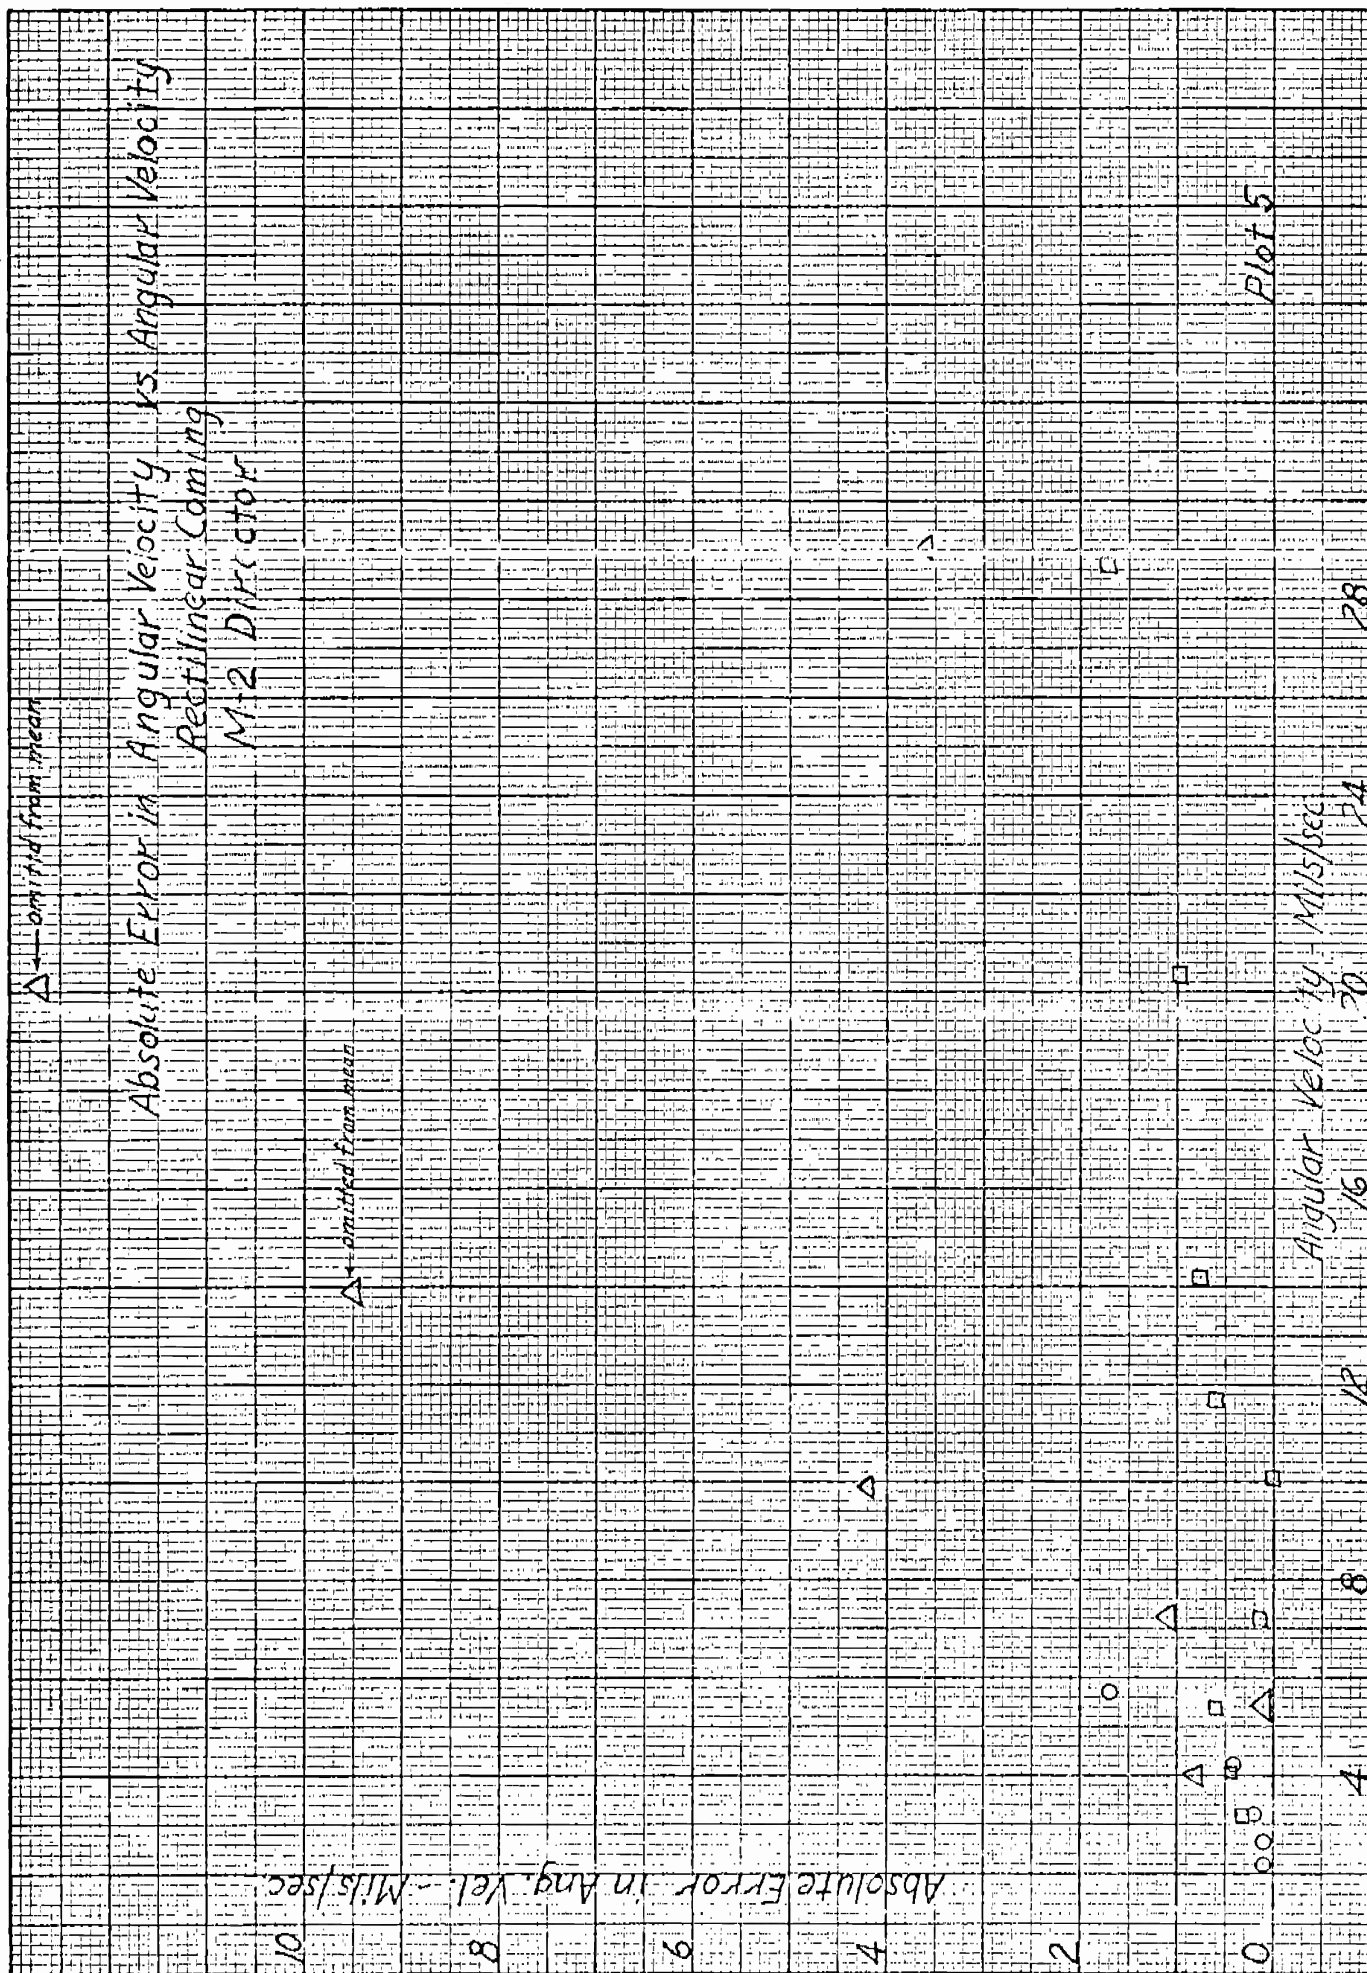 omitted from mean
Absolute Error in Angular Velocity vs. Angular Velocity
Rectilinear Coming
M-2 Director
omitted from mean
Absolute Error in Ang. Vel. - Mils/sec
10
8
6
4
2
0
Angular Velocity - Mils/sec
4 8 12 16 20 24 28
Plot 5